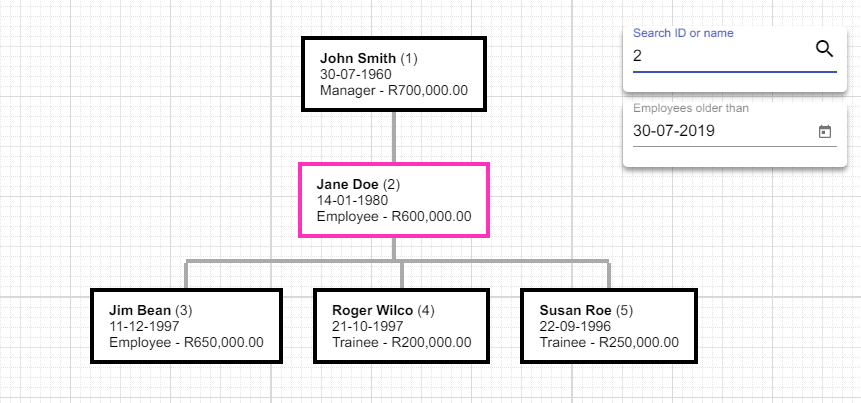 John Smith (1)
30-07-1960
Manager - R700,000.00
Search ID or name
2
Employees older than
30-07-2019
Jane Doe (2)
14-01-1980
Employee - R600,000.00
Jim Bean (3)
11-12-1997
Employee - R650,000.00
Roger Wilco (4)
21-10-1997
Trainee - R200,000.00
Susan Roe (5)
22-09-1996
Trainee - R250,000.00